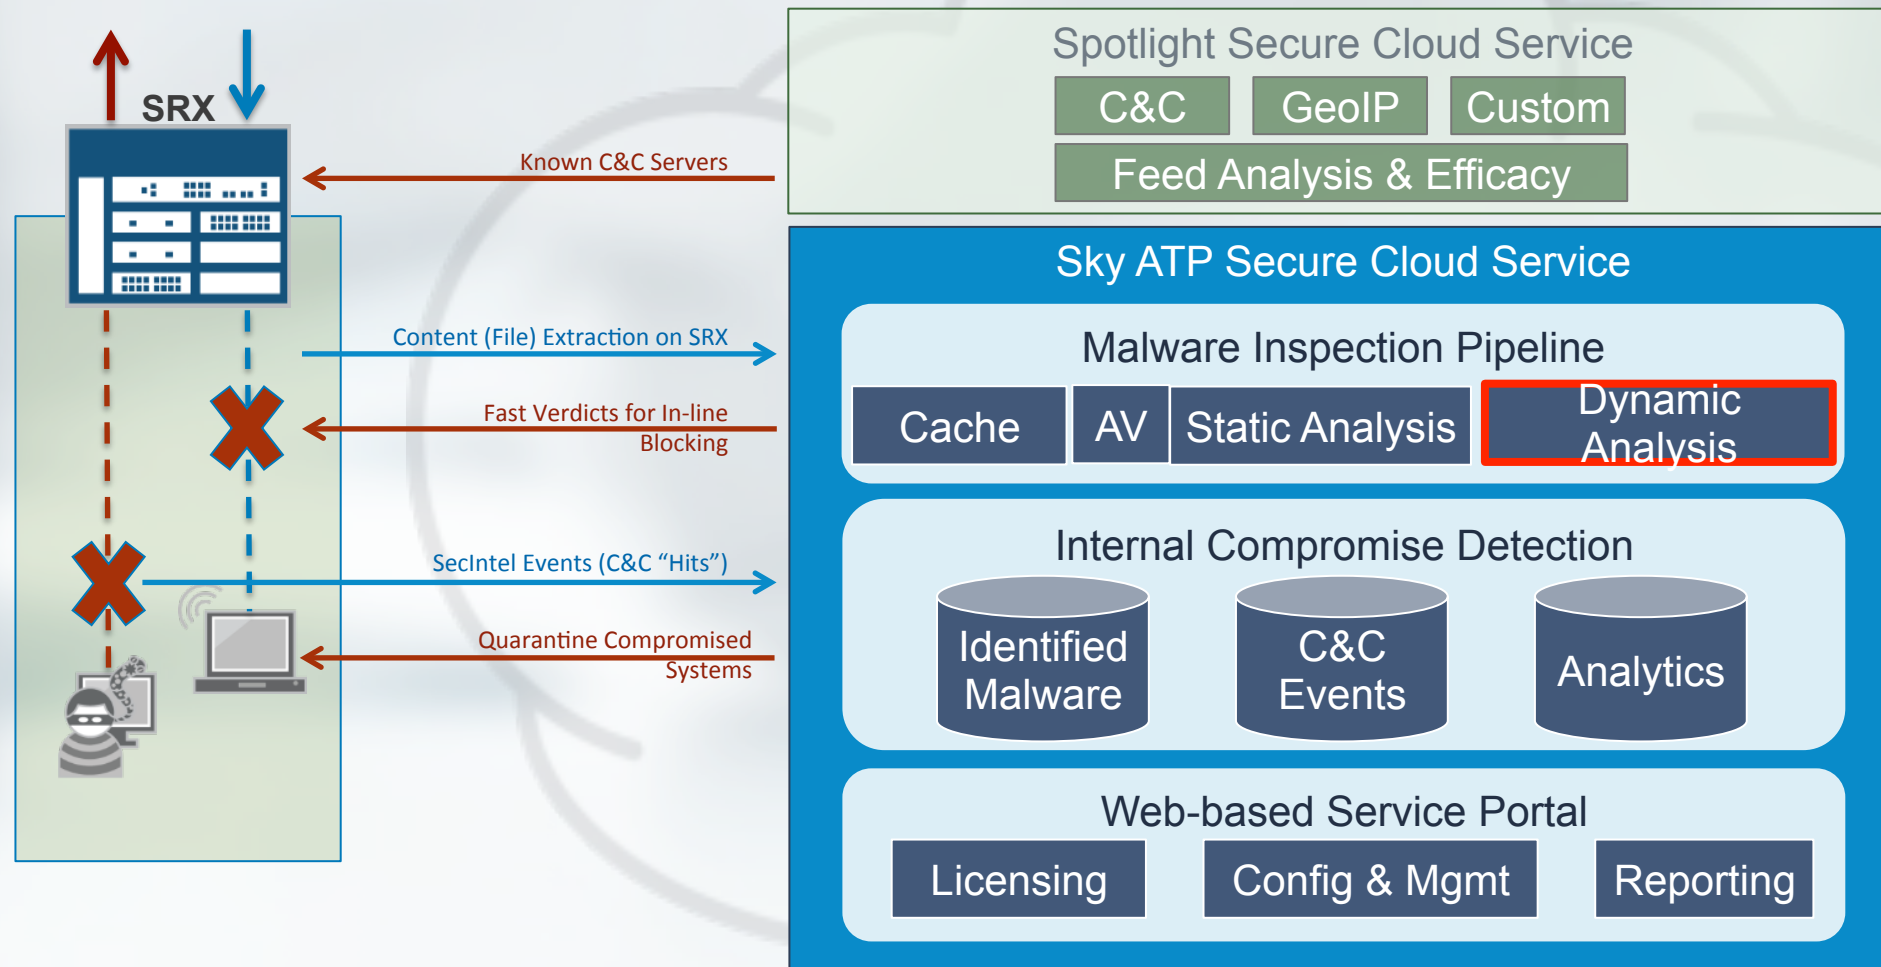 SRX
Known C&C Servers
Content (File) Extraction on SRX
Fast Verdicts for In-line
Blocking
SecIntel Events (C&C “Hits”)
Quarantine Compromised
Systems
Spotlight Secure Cloud Service
C&C
GeoIP
Custom
Feed Analysis & Efficacy
Sky ATP Secure Cloud Service
Malware Inspection Pipeline
Cache
AV
Static Analysis
Dynamic
Analysis
Internal Compromise Detection
Identified
Malware
C&C
Events
Analytics
Web-based Service Portal
Licensing
Config & Mgmt
Reporting